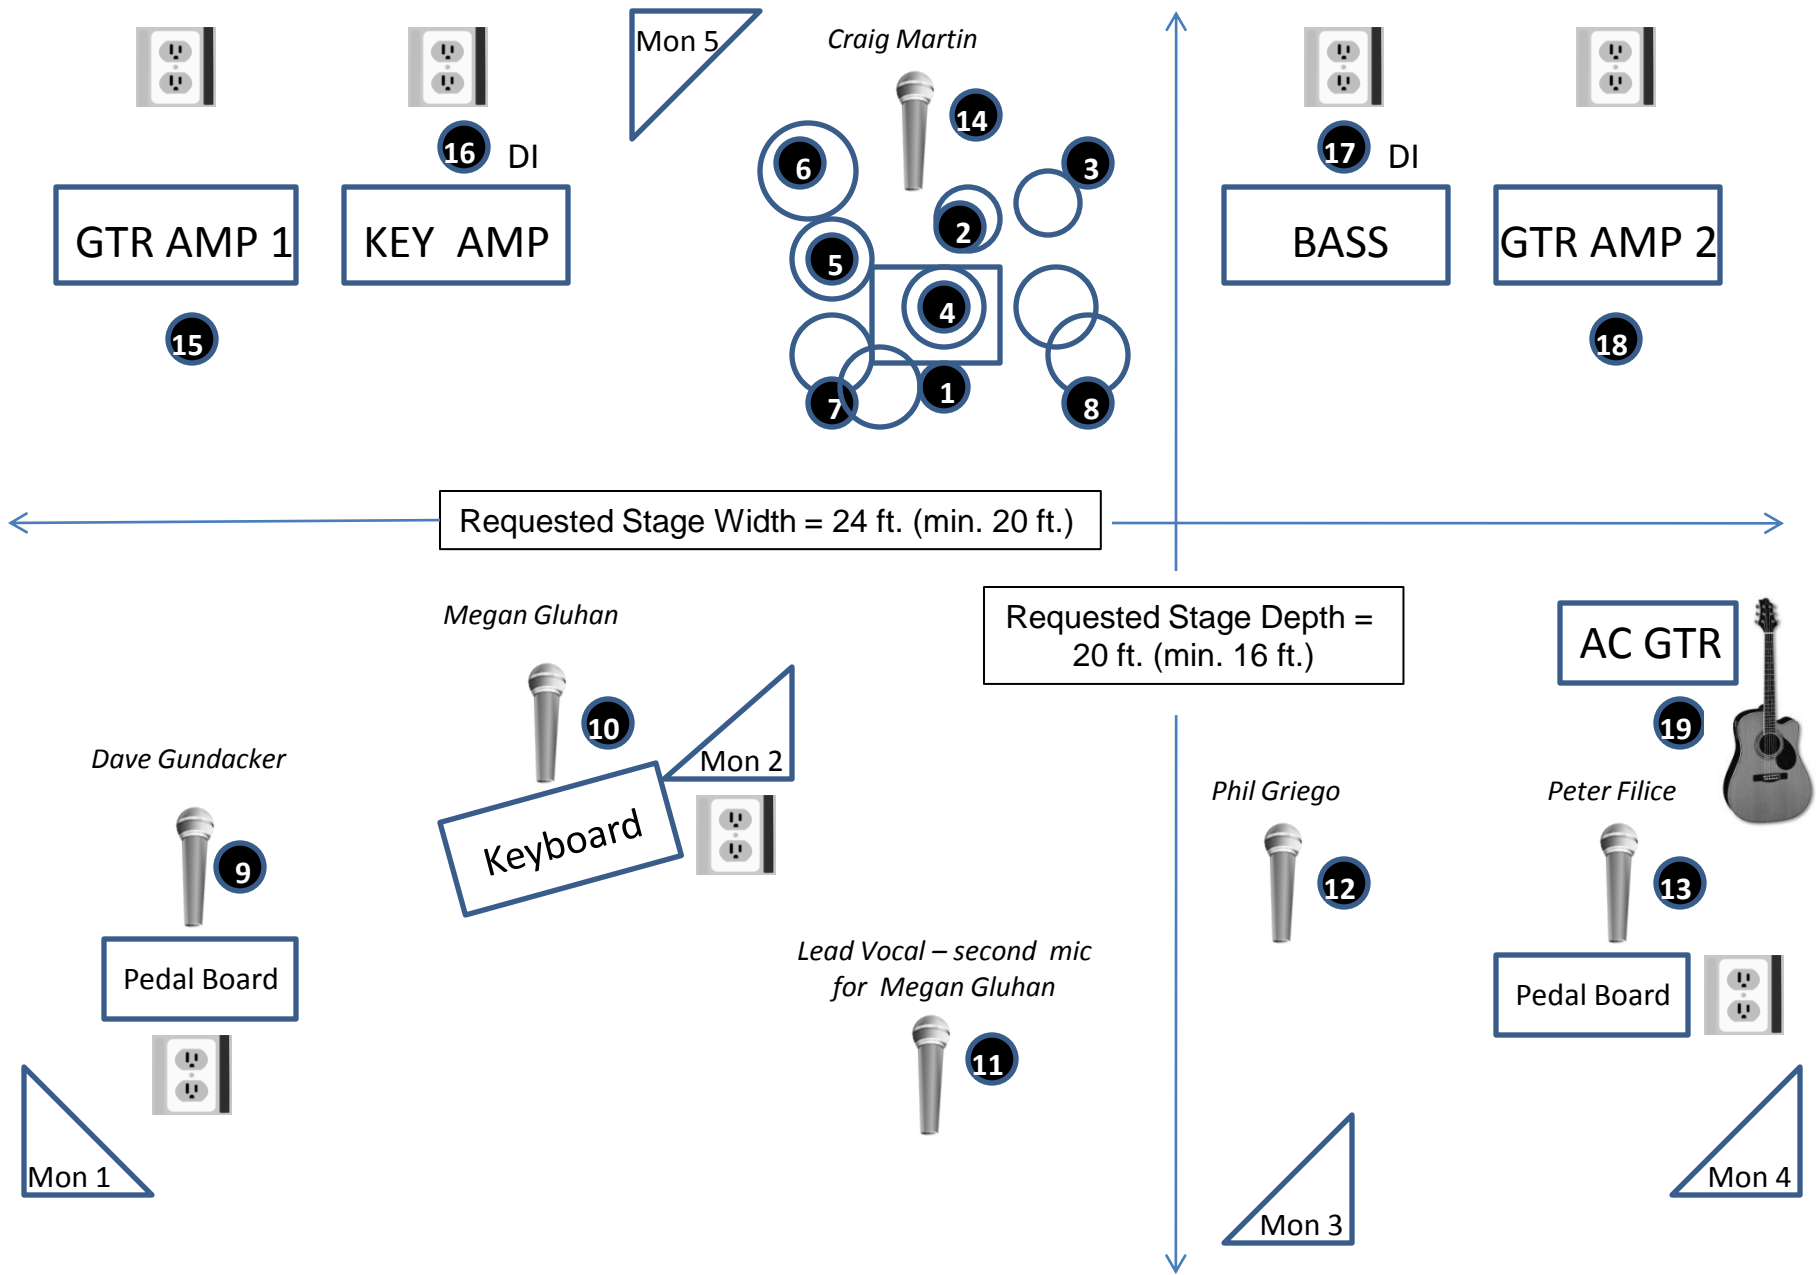 Mon 5
Craig Martin
14
16 DI
6
3
17 DI
GTR AMP 1
KEY AMP
2
BASS
GTR AMP 2
5
4
15
18
1
7
8
Requested Stage Width = 24 ft. (min. 20 ft.)
Megan Gluhan
Requested Stage Depth =
20 ft. (min. 16 ft.)
AC GTR
10
19
Dave Gundacker
Mon 2
Phil Griego
Peter Filice
Keyboard
9
12
13
Lead Vocal – second mic
for Megan Gluhan
Pedal Board
Pedal Board
11
Mon 1
Mon 3
Mon 4